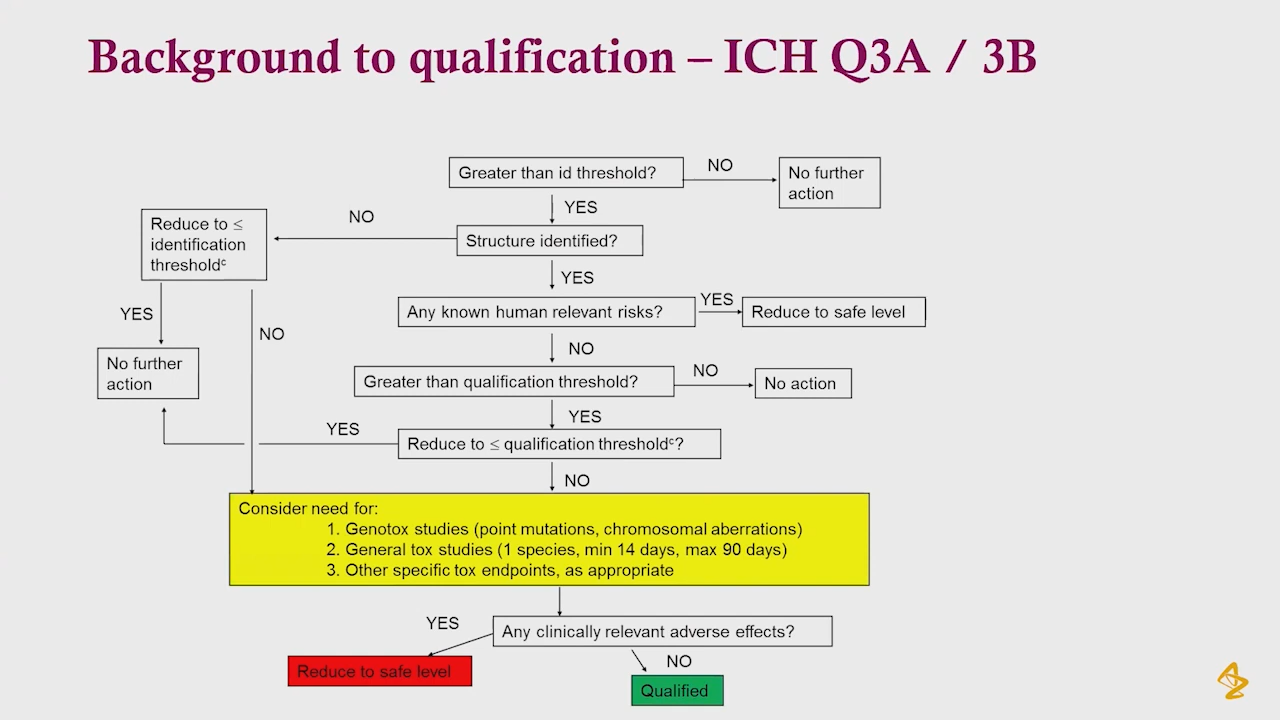 Background to qualification – ICH Q3A / 3B
Greater than id threshold?
NO
No further
action
YES
NO
Reduce to ≤
identification
thresholdᶜ
Structure identified?
YES
YES
Any known human relevant risks?
YES
Reduce to safe level
NO
NO
No further
action
Greater than qualification threshold?
NO
No action
YES
YES
Reduce to ≤ qualification thresholdᶜ?
NO
Consider need for:
1. Genotox studies (point mutations, chromosomal aberrations)
2. General tox studies (1 species, min 14 days, max 90 days)
3. Other specific tox endpoints, as appropriate
YES
Any clinically relevant adverse effects?
Reduce to safe level
NO
Qualified